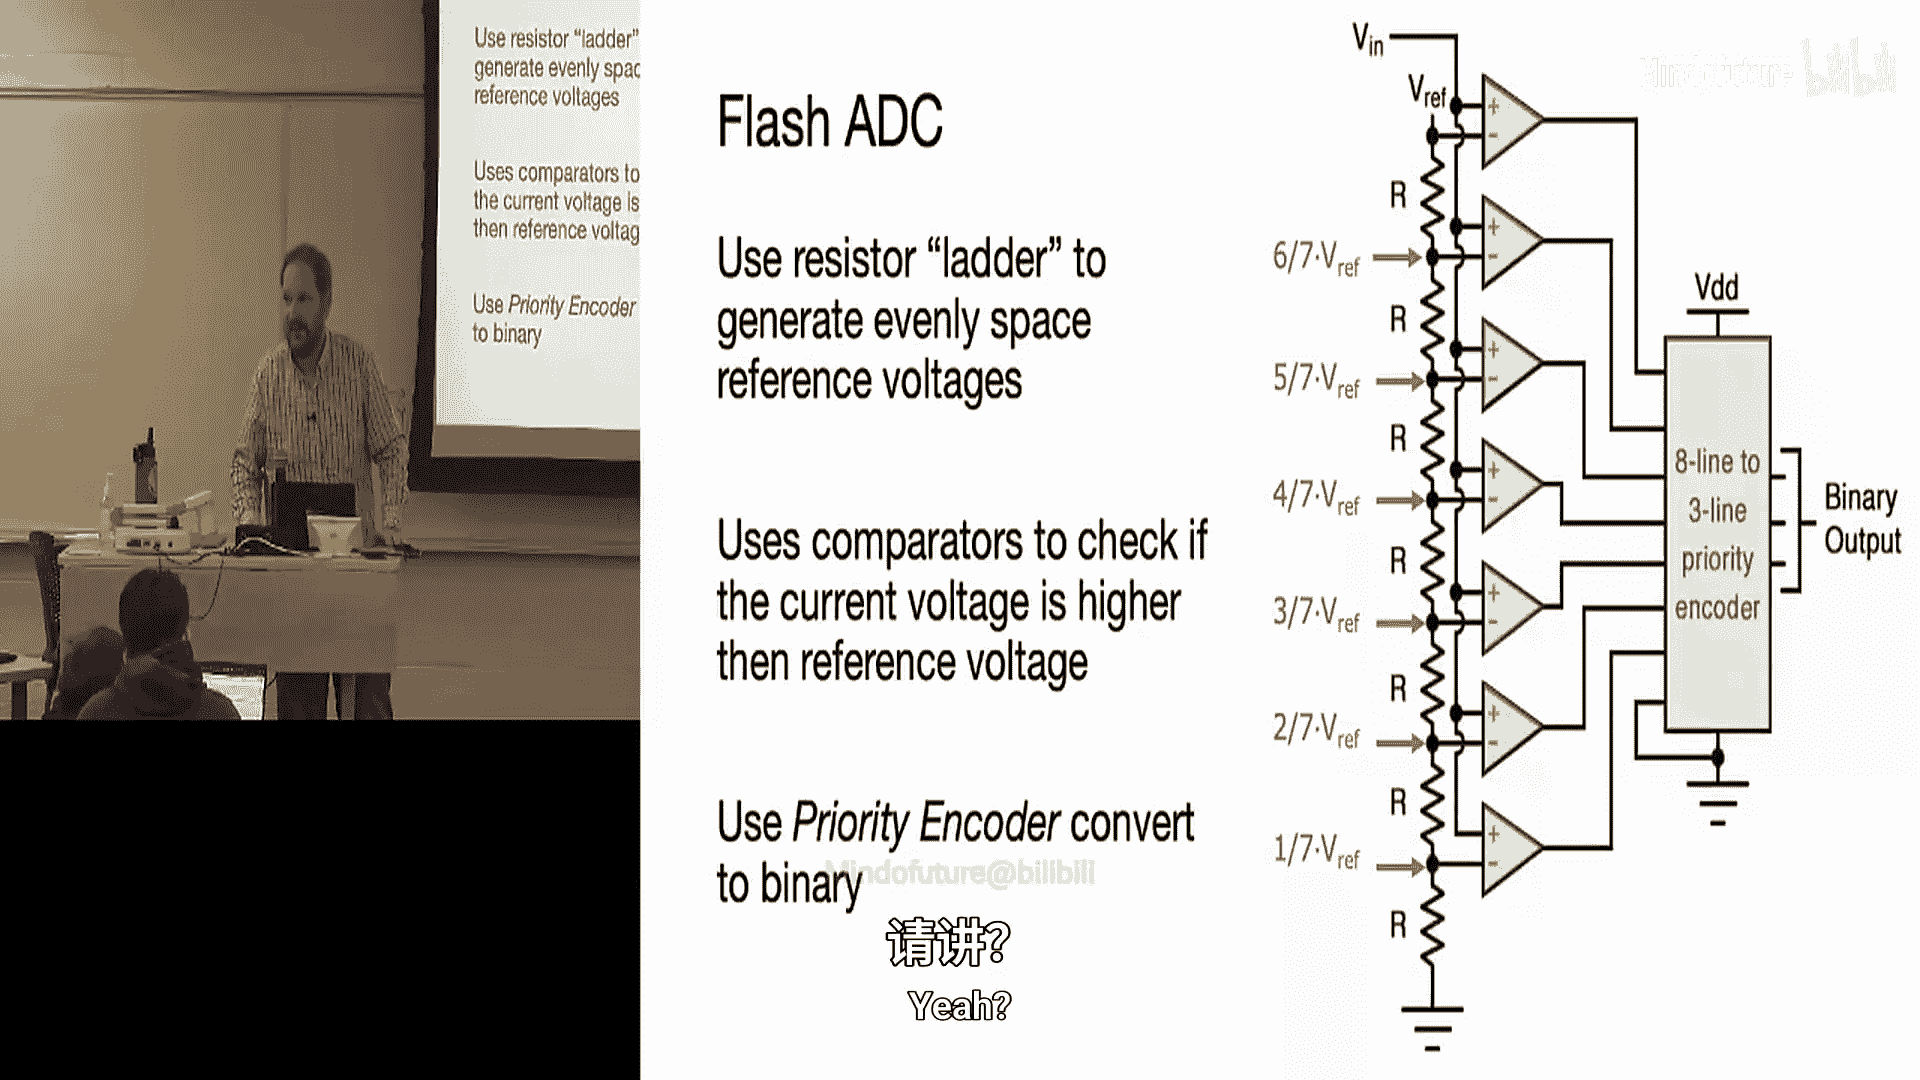 Use resistor “ladder”
generate evenly spac
reference voltages
Uses comparators to
the current voltage is
then reference voltag
Use Priority Encoder
to binary
Flash ADC
Use resistor “ladder” to
generate evenly space
reference voltages
Uses comparators to check if
the current voltage is higher
then reference voltage
Use Priority Encoder convert
to binary
Vin
Vref
+
-
R
6/7·Vref
+
-
R
5/7·Vref
+
-
R
4/7·Vref
+
-
R
3/7·Vref
+
-
R
2/7·Vref
+
-
R
1/7·Vref
+
-
R
Vdd
8-line to
3-line
priority
encoder
Binary
Output
Mindofuture bilibili
Mindofuture@bilibili
请讲？
Yeah?